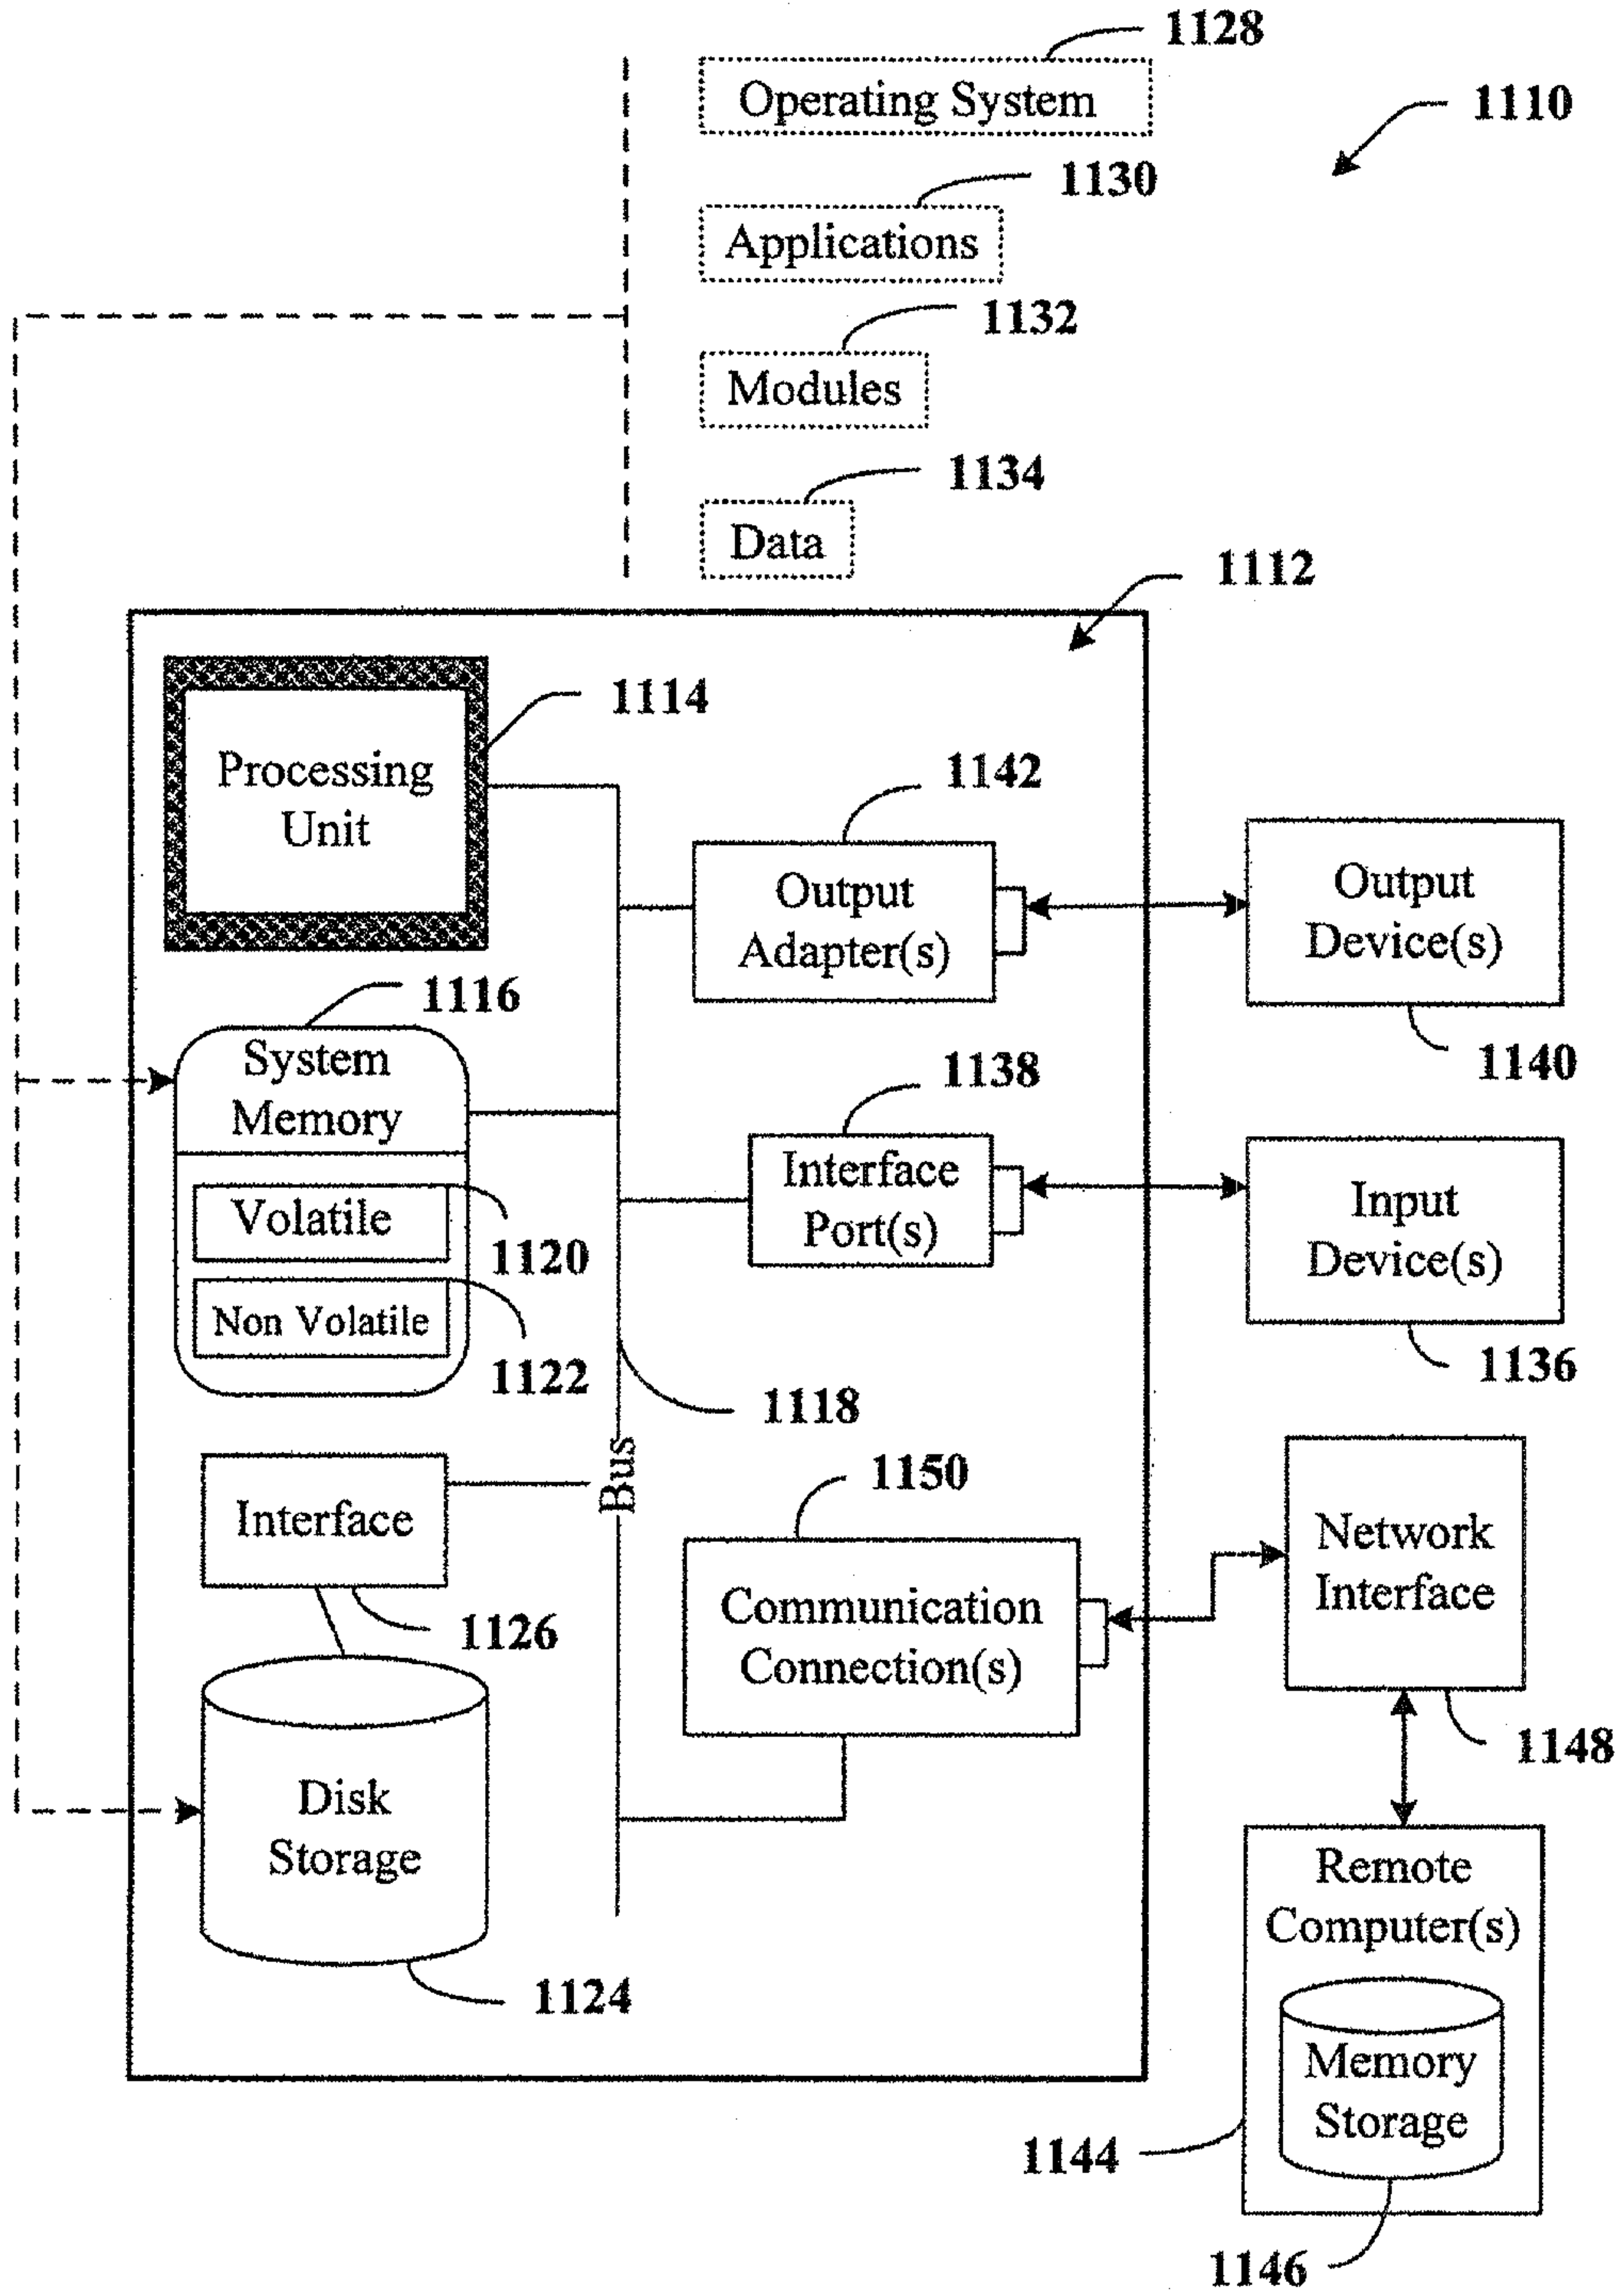 1128
Operating System
1110
1130
Applications
1132
Modules
1134
Data
1112
1114
Processing
Unit
1142
Output
Adapter(s)
Output
Device(s)
1140
1116
System
Memory
Volatile
1120
Non Volatile
1122
1138
Interface
Port(s)
Input
Device(s)
1136
1118
Bus
Interface
1126
1150
Communication
Connection(s)
Network
Interface
1148
Disk
Storage
1124
Remote
Computer(s)
Memory
Storage
1144
1146